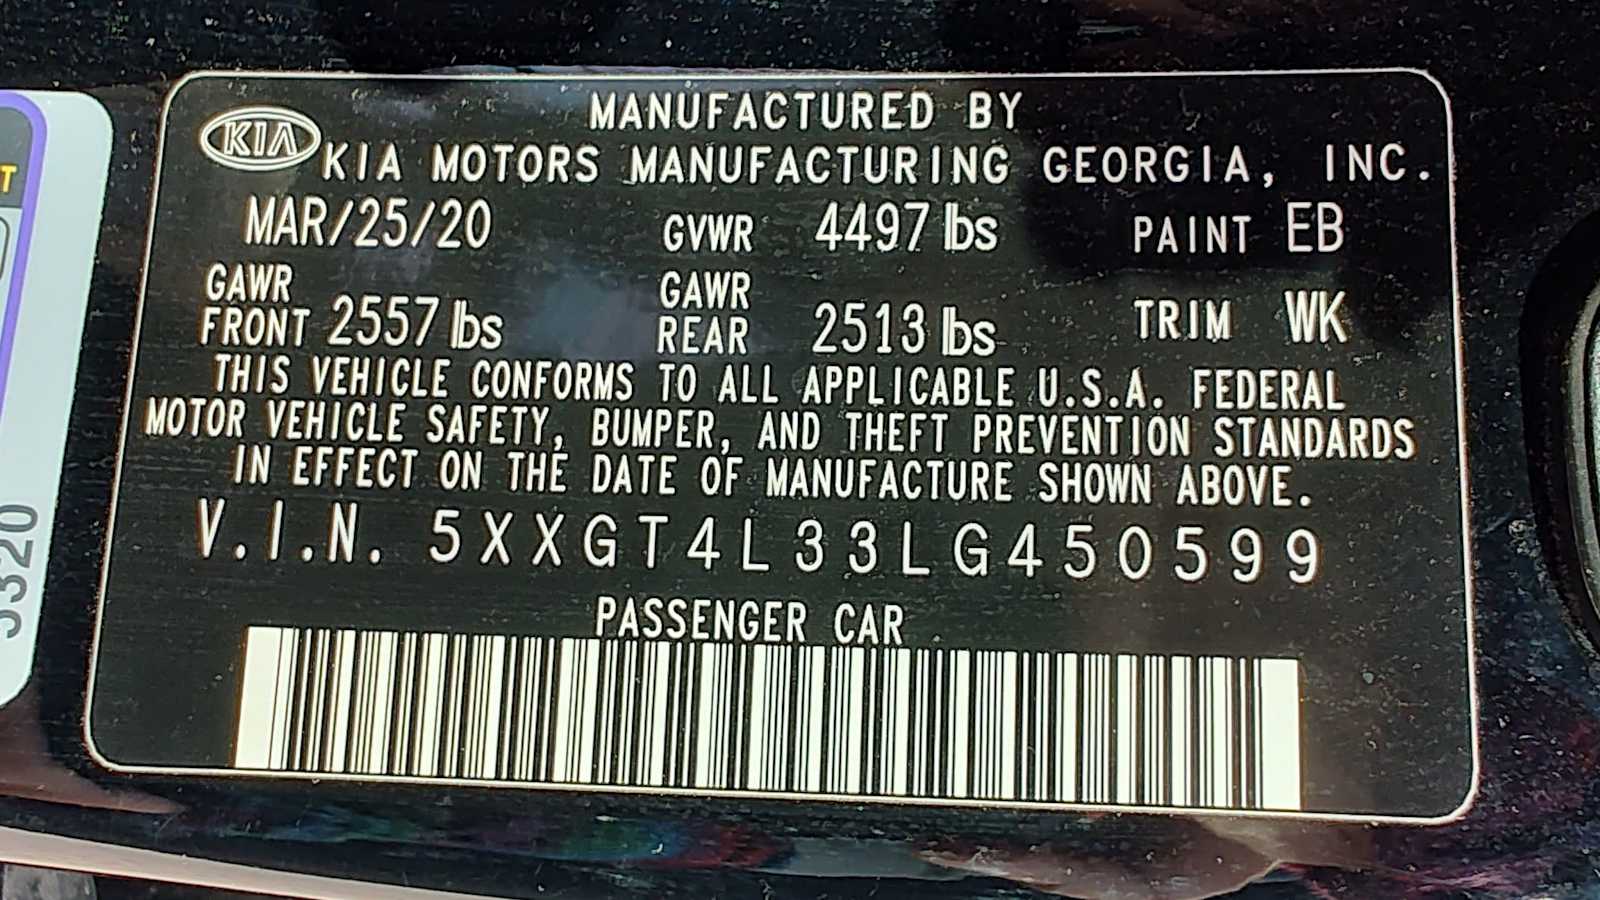 MANUFACTURED BY
KIA
KIA MOTORS MANUFACTURING GEORGIA, INC.
MAR/25/20 GVWR 4497 lbs PAINT EB
GAWR FRONT 2557 lbs GAWR REAR 2513 lbs TRIM WK
THIS VEHICLE CONFORMS TO ALL APPLICABLE U.S.A. FEDERAL
MOTOR VEHICLE SAFETY, BUMPER, AND THEFT PREVENTION STANDARDS
IN EFFECT ON THE DATE OF MANUFACTURE SHOWN ABOVE.
V.I.N. 5XXGT4L33LG450599
PASSENGER CAR